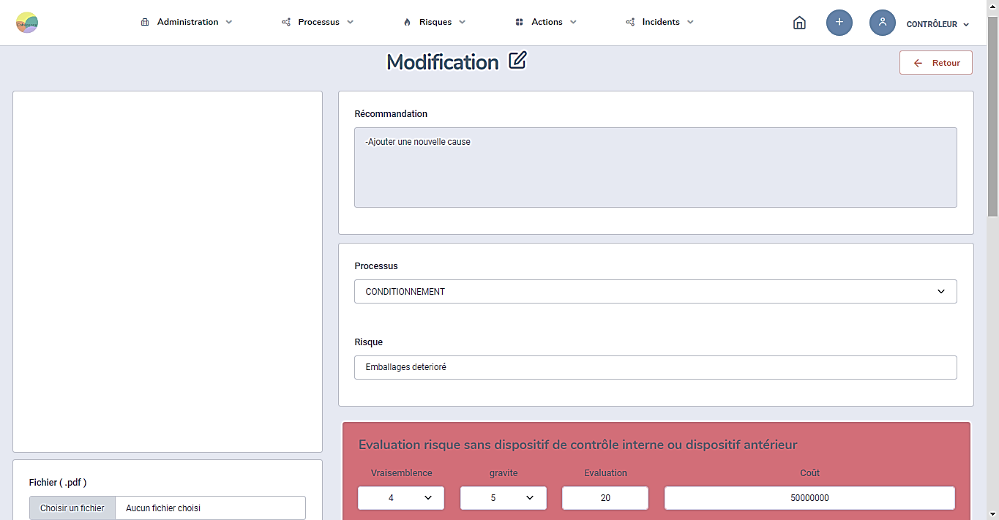 Cohérence
Administration
Processus
Risques
Actions
Incidents
CONTRÔLEUR
Modification
Retour
Récommandation
-Ajouter une nouvelle cause
Processus
CONDITIONNEMENT
Risque
Emballages deterioré
Evaluation risque sans dispositif de contrôle interne ou dispositif antérieur
Vraisemblence gravite Evaluation Coût
4 5 20 50000000
Fichier ( .pdf )
Choisir un fichier Aucun fichier choisi